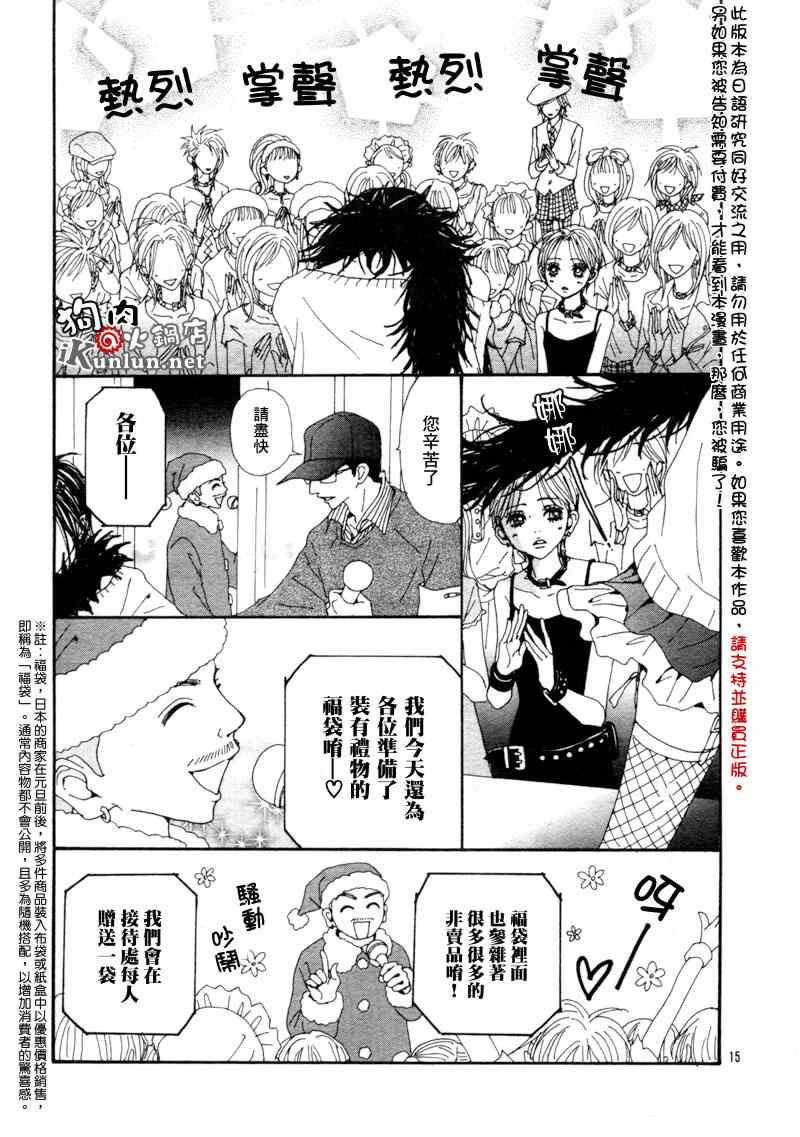 此版本為日語研究同好交流之用，請勿用於任何商業用途。如果您喜歡本作品，請支持並購買正版。
另如果您被告知需要付費，才能看到本漫畫，那麼…您被騙了！
熱烈 掌聲 熱烈 掌聲
狗肉火鍋店
iKunlun.net
娜娜
您辛苦了
請盡快
各位——
我們今天還為
各位準備了
裝有禮物的
福袋唷—♡
呀—♡
福袋裡面
也參雜著
很多很多的
非賣品唷！
騷動
吵鬧
我們會在
接待處每人
贈送一袋
※註：福袋，日本的商家在元旦前後，將多件商品裝入布袋或紙盒中以優惠價格銷售，
即稱為「福袋」。通常內容物都不會公開，且多為隨機搭配，以增加消費者的驚喜感。
15